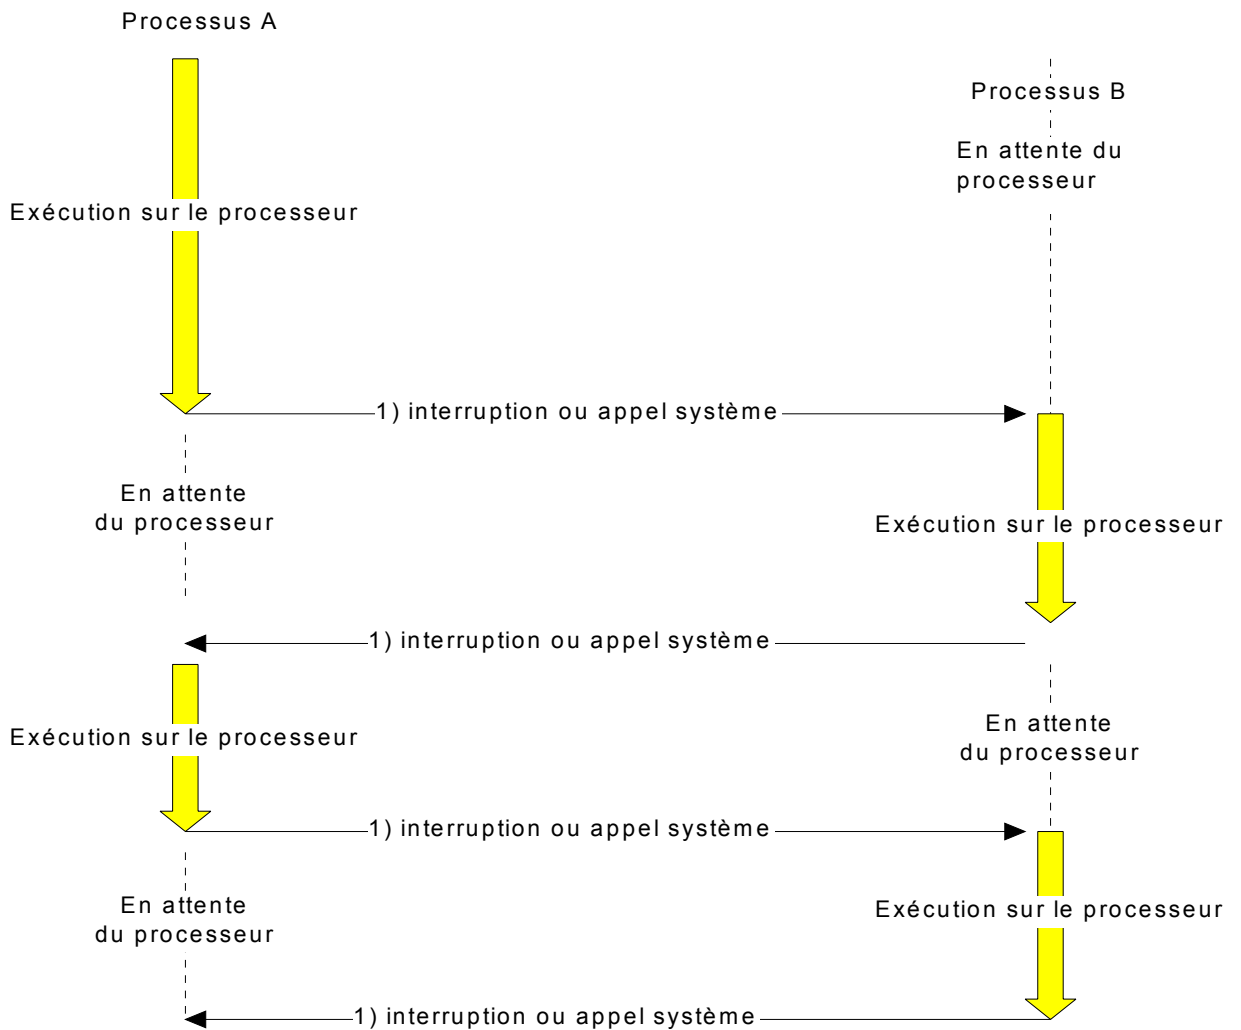 Processus A
Processus B
En attente du
processeur
Exécution sur le processeur
1) interruption ou appel système
En attente
du processeur
Exécution sur le processeur
1) interruption ou appel système
Exécution sur le processeur
En attente
du processeur
1) interruption ou appel système
En attente
du processeur
Exécution sur le processeur
1) interruption ou appel système